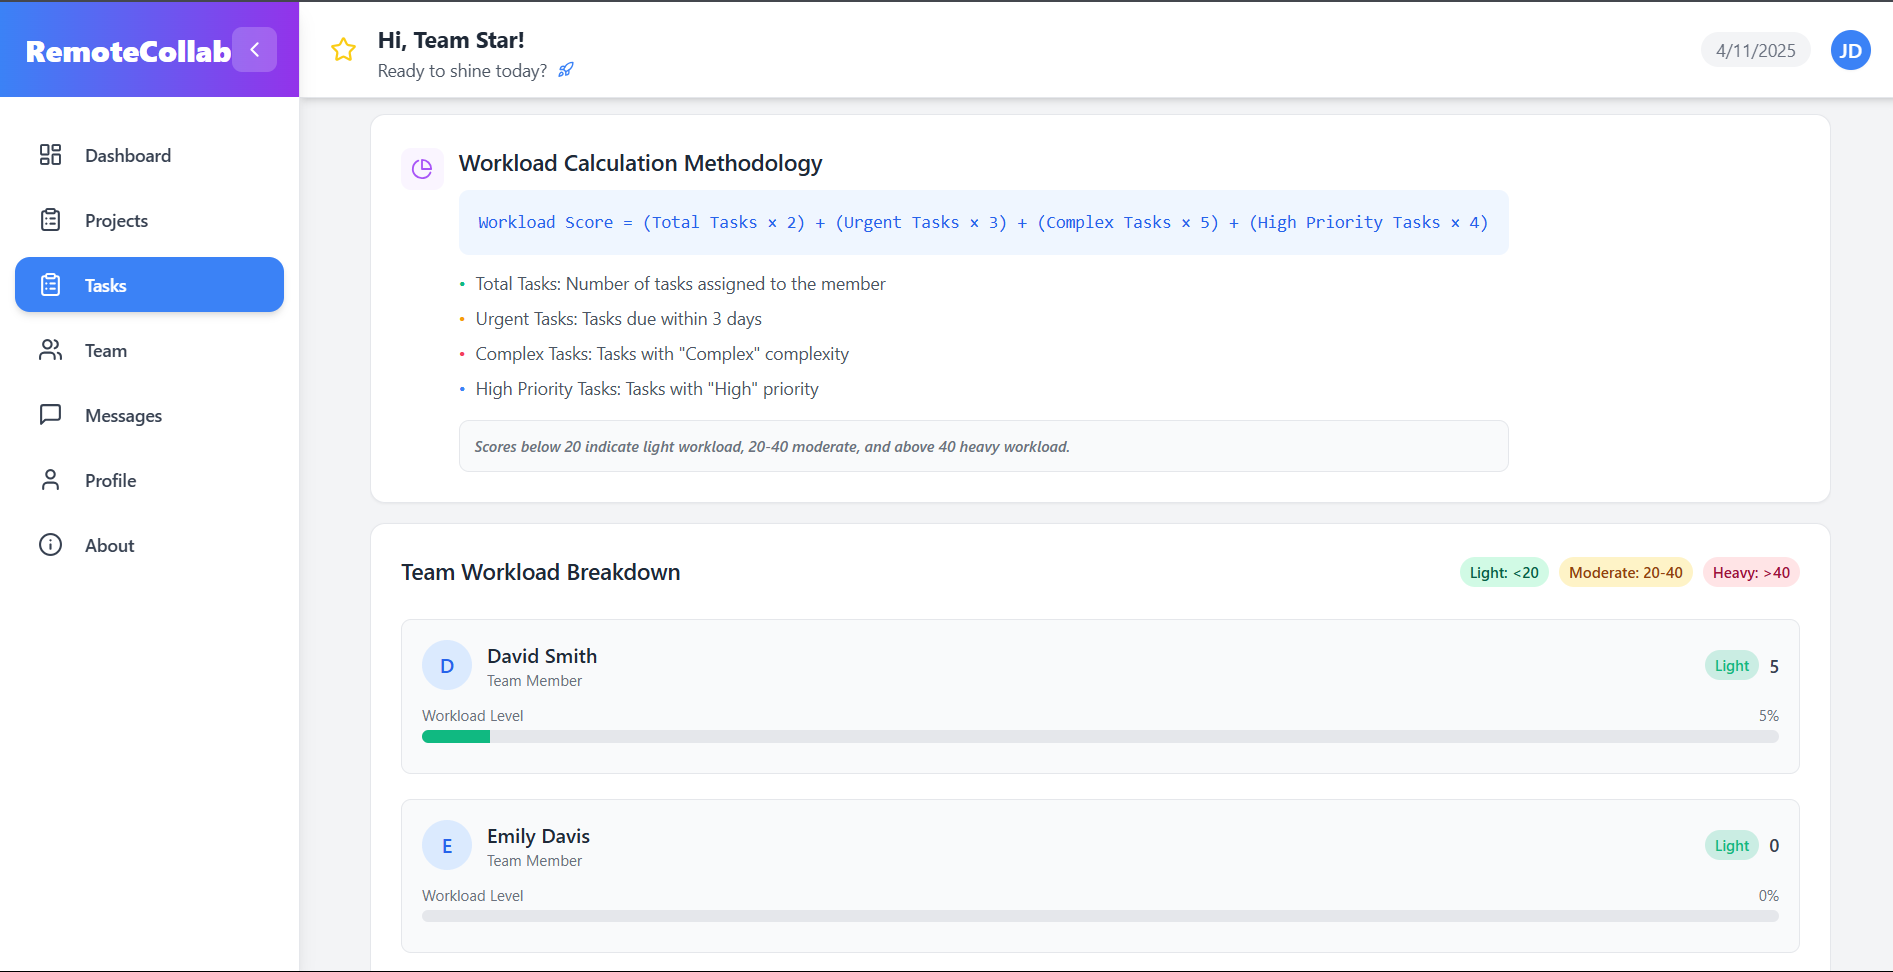 RemoteCollab
Hi, Team Star!
Ready to shine today?
4/11/2025
JD
Dashboard
Projects
Tasks
Team
Messages
Profile
About
Workload Calculation Methodology
Workload Score = (Total Tasks × 2) + (Urgent Tasks × 3) + (Complex Tasks × 5) + (High Priority Tasks × 4)
• Total Tasks: Number of tasks assigned to the member
• Urgent Tasks: Tasks due within 3 days
• Complex Tasks: Tasks with "Complex" complexity
• High Priority Tasks: Tasks with "High" priority
Scores below 20 indicate light workload, 20-40 moderate, and above 40 heavy workload.
Team Workload Breakdown
Light: <20
Moderate: 20-40
Heavy: >40
D
David Smith
Team Member
Light
5
Workload Level
5%
E
Emily Davis
Team Member
Light
0
Workload Level
0%